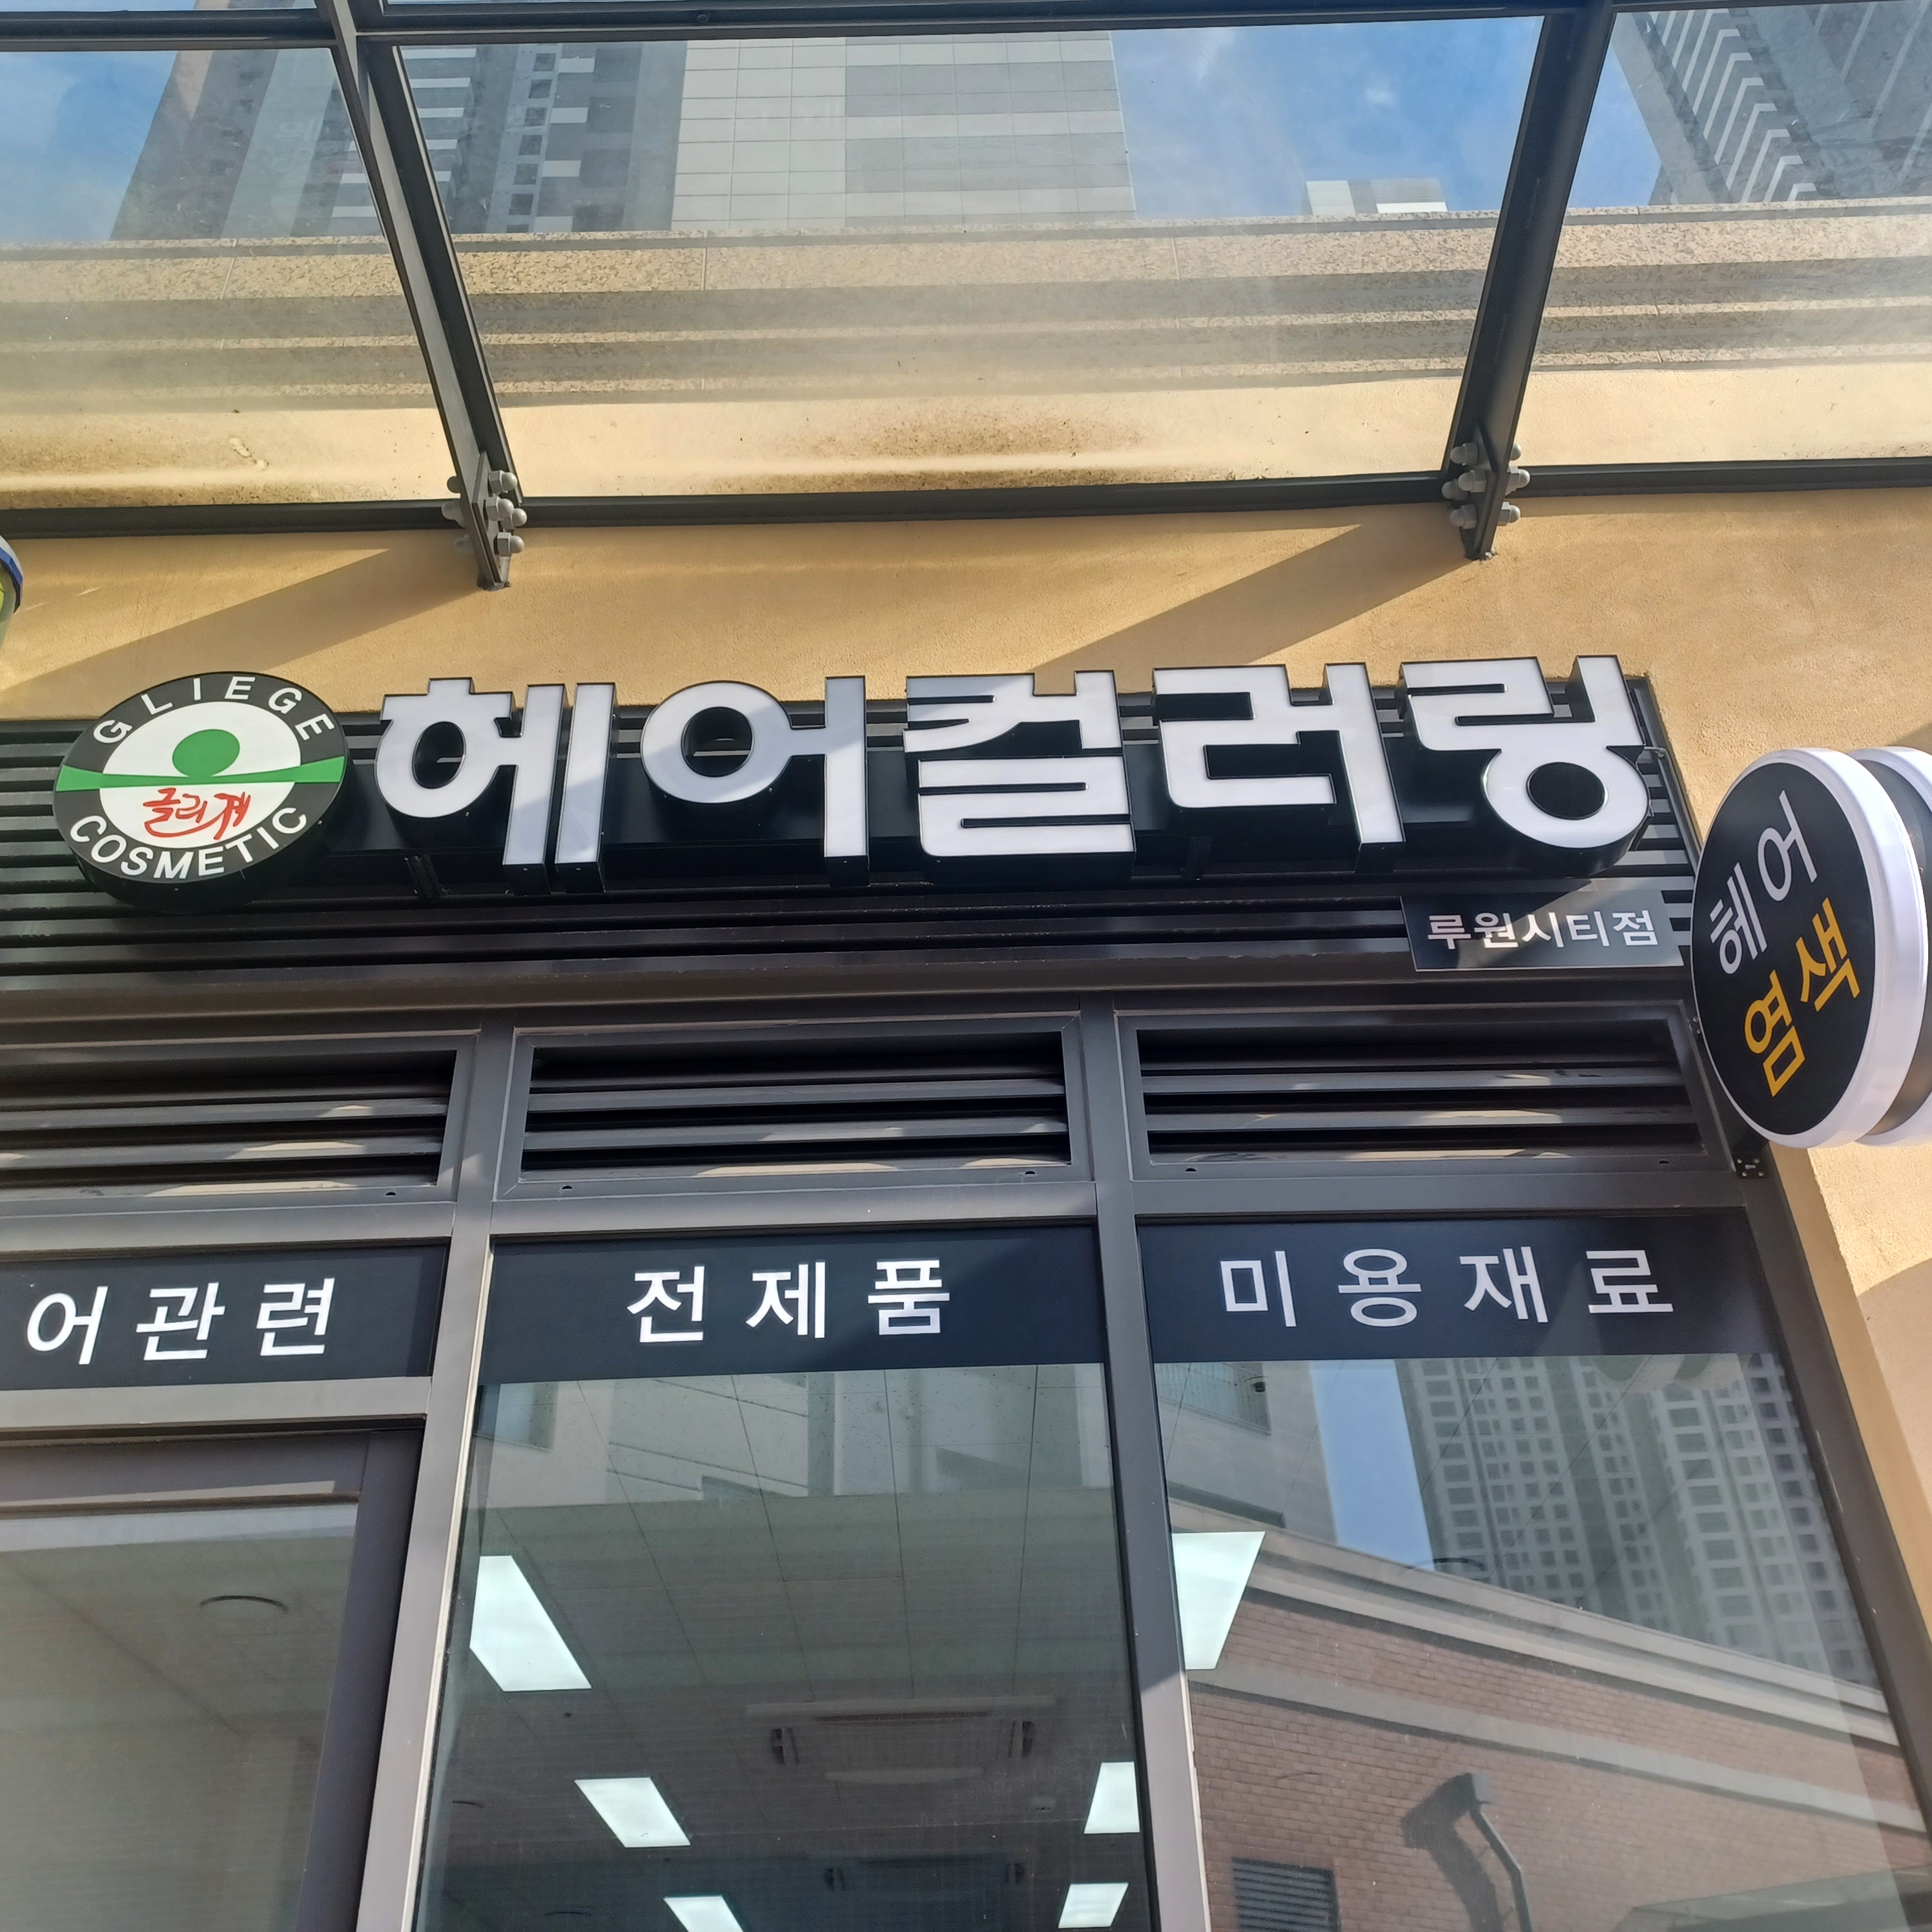 GLIEGE
글리제
COSMETIC
헤어컬러링
루원시티점
헤어
염색
어관련
전제품
미용재료